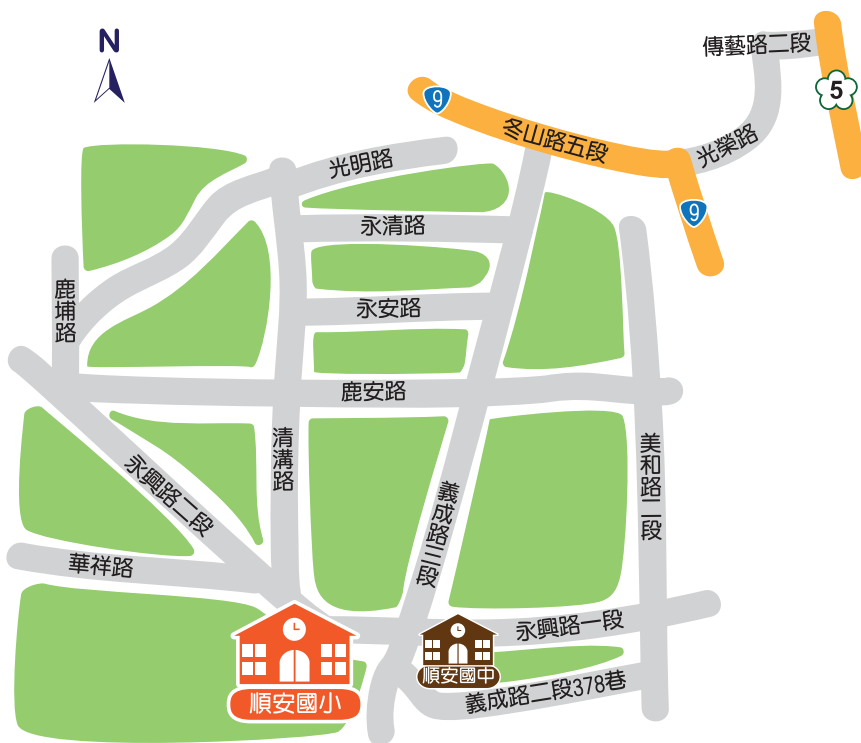 N
傳藝路二段
5
9
冬山路五段
光榮路
光明路
9
永清路
鹿埔路
永安路
鹿安路
清溝路
美和路二段
永興路二段
義成路三段
華祥路
永興路一段
順安國中
義成路二段378巷
順安國小